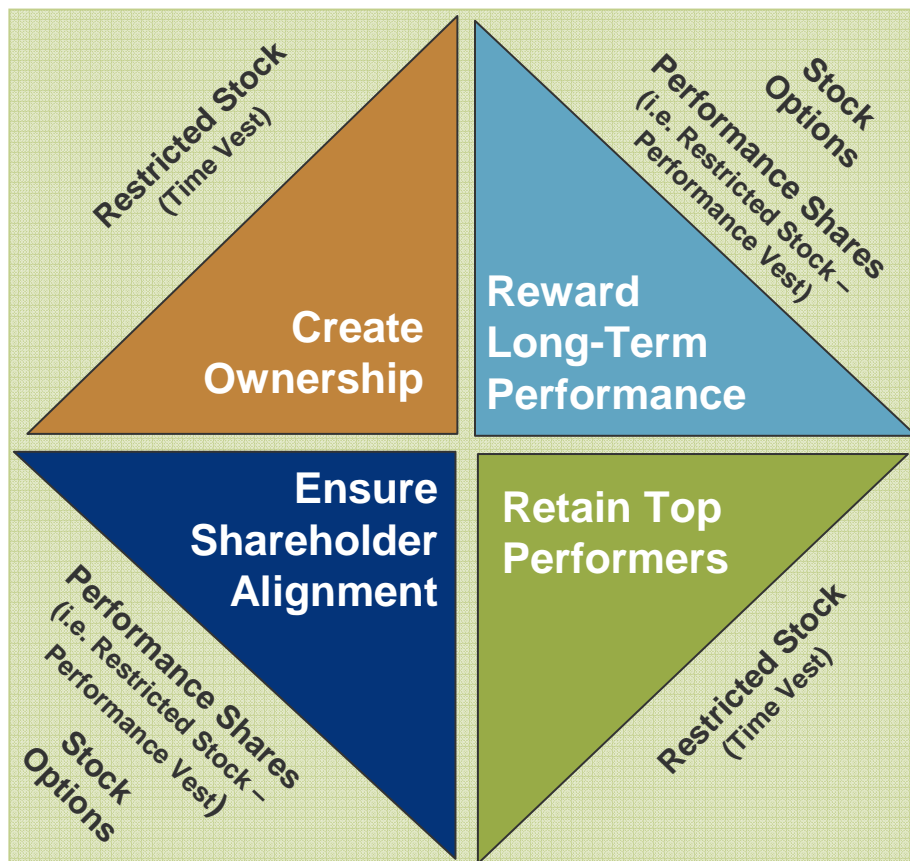 Restricted Stock
(Time Vest)
Create
Ownership
Stock
Options
Performance Shares
(i.e. Restricted Stock –
Performance Vest)
Reward
Long-Term
Performance
Ensure
Shareholder
Alignment
Performance Shares
(i.e. Restricted Stock –
Performance Vest)
Stock
Options
Retain Top
Performers
Restricted Stock
(Time Vest)